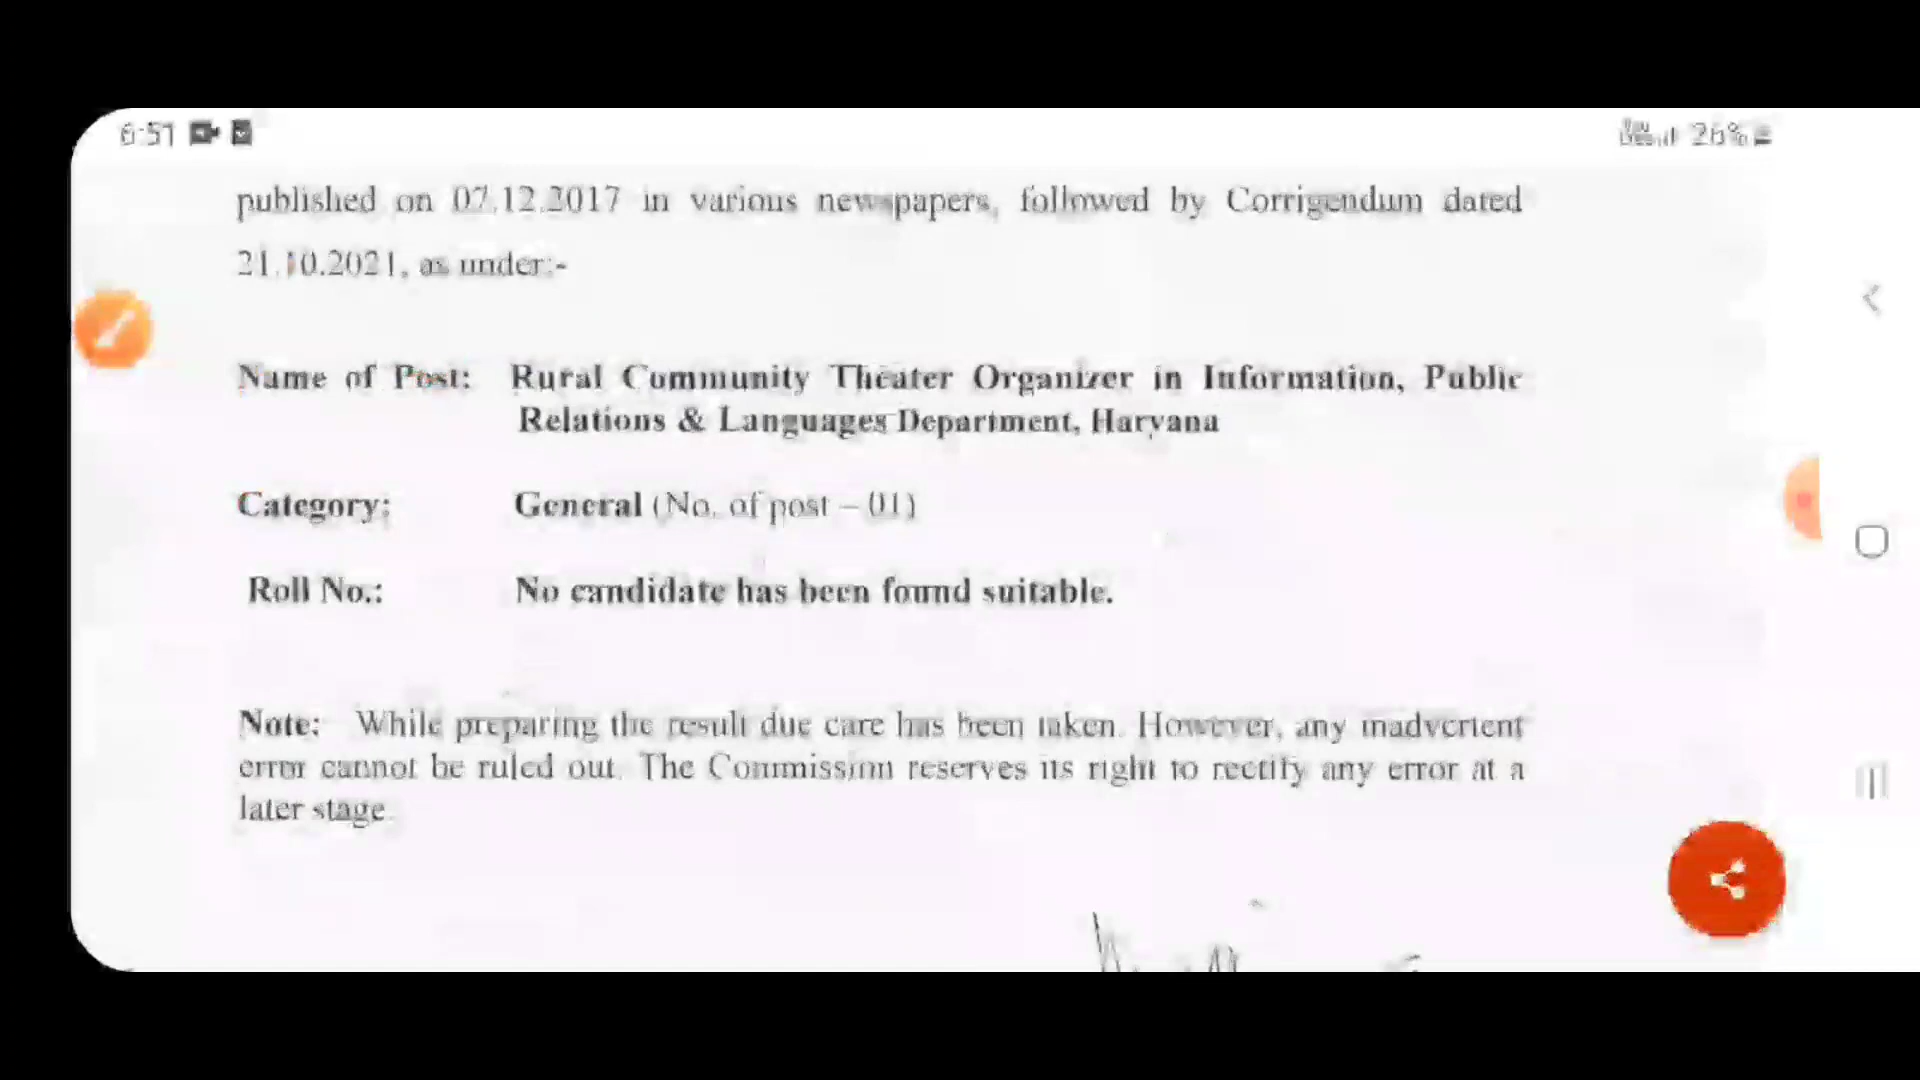 6:51
26%
published on 07.12.2017 in various newspapers, followed by Corrigendum dated
21.10.2021, as under:-
Name of Post: Rural Community Theater Organizer in Information, Public
Relations & Languages Department, Haryana
Category: General (No. of post – 01)
Roll No.: No candidate has been found suitable.
Note: While preparing the result due care has been taken. However, any inadvertent
error cannot be ruled out. The Commission reserves its right to rectify any error at a
later stage.